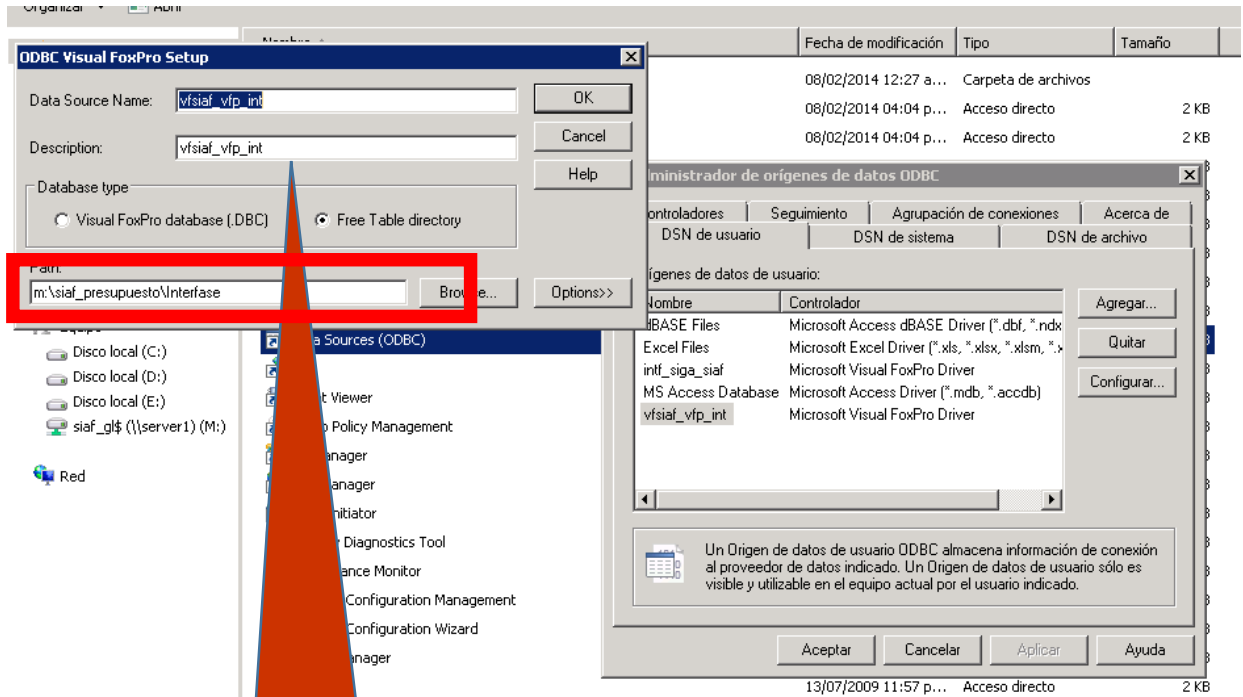 Organizar
Abrir
Nombre
Fecha de modificación
Tipo
Tamaño
ODBC Visual FoxPro Setup
Data Source Name:
vfsiaf_vfp_int
OK
Description:
vfsiaf_vfp_int
Cancel
Help
Database type
Visual FoxPro database (.DBC)
Free Table directory
Path:
m:\siaf_presupuesto\Interfase
Browse...
Options>>
08/02/2014 12:27 a...
Carpeta de archivos
08/02/2014 04:04 p...
Acceso directo
2 KB
08/02/2014 04:04 p...
Acceso directo
2 KB
Equipo
Disco local (C:)
Disco local (D:)
Disco local (E:)
siaf_gl$ (\\server1) (M:)
Red
Sources (ODBC)
Viewer
Policy Management
Diagnostics Tool
Monitor
Configuration Management
Configuration Wizard
ministrador de orígenes de datos ODBC
ontroladores
Seguimiento
Agrupación de conexiones
Acerca de
DSN de usuario
DSN de sistema
DSN de archivo
ígenes de datos de usuario:
Nombre
Controlador
dBASE Files
Microsoft Access dBASE Driver (*.dbf, *.ndx
Excel Files
Microsoft Excel Driver (*.xls, *.xlsx, *.xlsm, *.x
intf_siga_siaf
Microsoft Visual FoxPro Driver
MS Access Database
Microsoft Access Driver (*.mdb, *.accdb)
vfsiaf_vfp_int
Microsoft Visual FoxPro Driver
Agregar...
Quitar
Configurar...
Un Origen de datos de usuario ODBC almacena información de conexión
al proveedor de datos indicado. Un Origen de datos de usuario sólo es
visible y utilizable en el equipo actual por el usuario indicado.
Aceptar
Cancelar
Aplicar
Ayuda
13/07/2009 11:57 p...
Acceso directo
2 KB